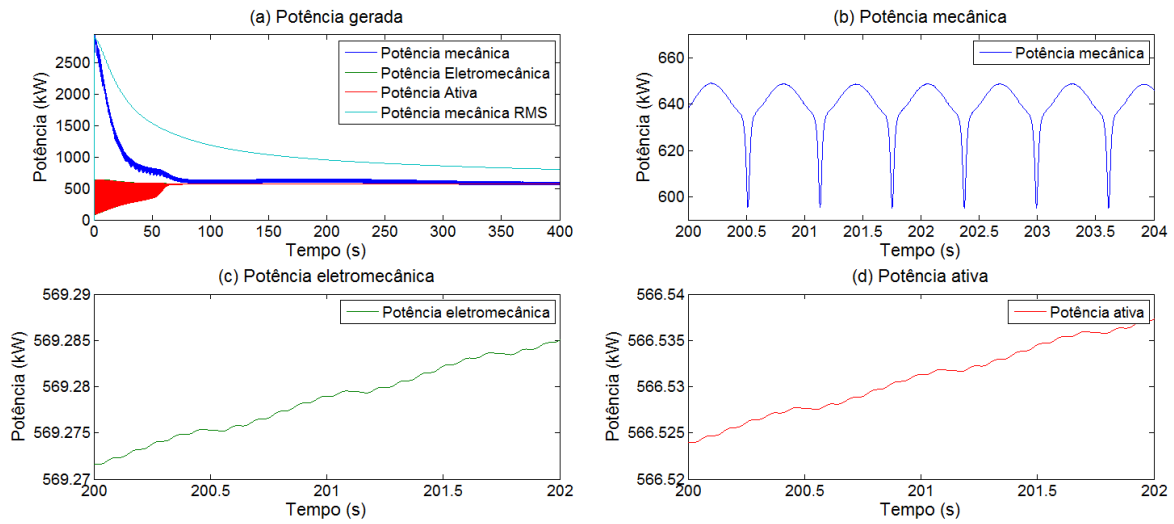 (a) Potência gerada
Potência (kW)
2500
2000
1500
1000
500
0
Potência mecânica
Potência Eletromecânica
Potência Ativa
Potência mecânica RMS
0 50 100 150 200 250 300 350 400
Tempo (s)
(b) Potência mecânica
Potência (kW)
660
640
620
600
Potência mecânica
200 200.5 201 201.5 202 202.5 203 203.5 204
Tempo (s)
(c) Potência eletromecânica
Potência (kW)
569.29
569.285
569.28
569.275
569.27
Potência eletromecânica
200 200.5 201 201.5 202
Tempo (s)
(d) Potência ativa
Potência (kW)
566.54
566.535
566.53
566.525
566.52
Potência ativa
200 200.5 201 201.5 202
Tempo (s)